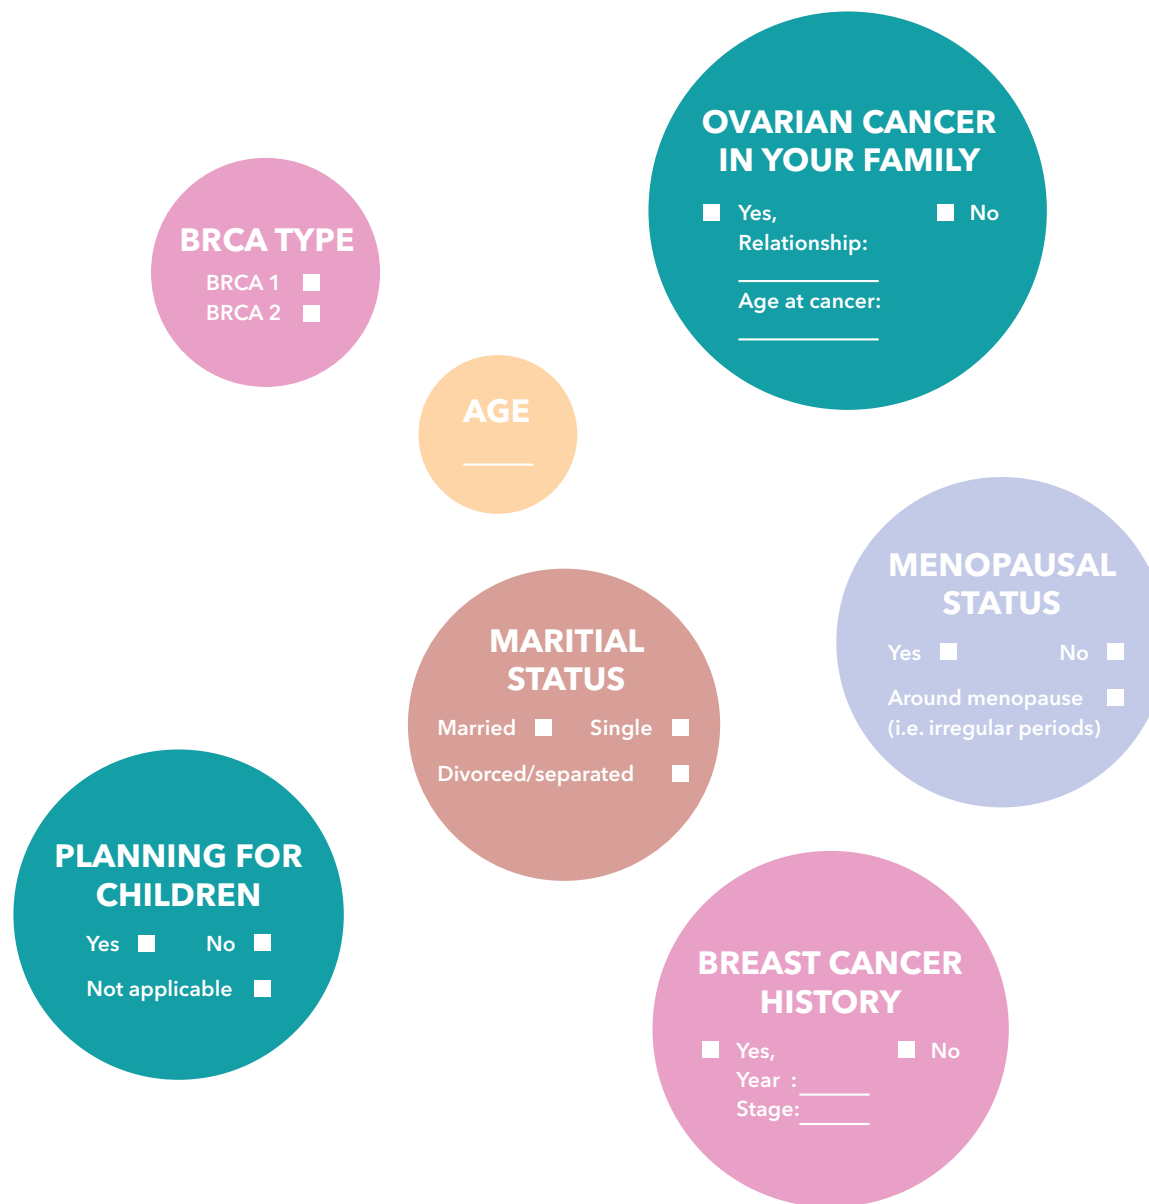 OVARIAN CANCER
IN YOUR FAMILY
Yes, No
Relationship:
Age at cancer:
BRCA TYPE
BRCA 1
BRCA 2
AGE
MENOPAUSAL
STATUS
Yes No
Around menopause
(i.e. irregular periods)
MARITIAL
STATUS
Married Single
Divorced/separated
PLANNING FOR
CHILDREN
Yes No
Not applicable
BREAST CANCER
HISTORY
Yes, No
Year :
Stage: